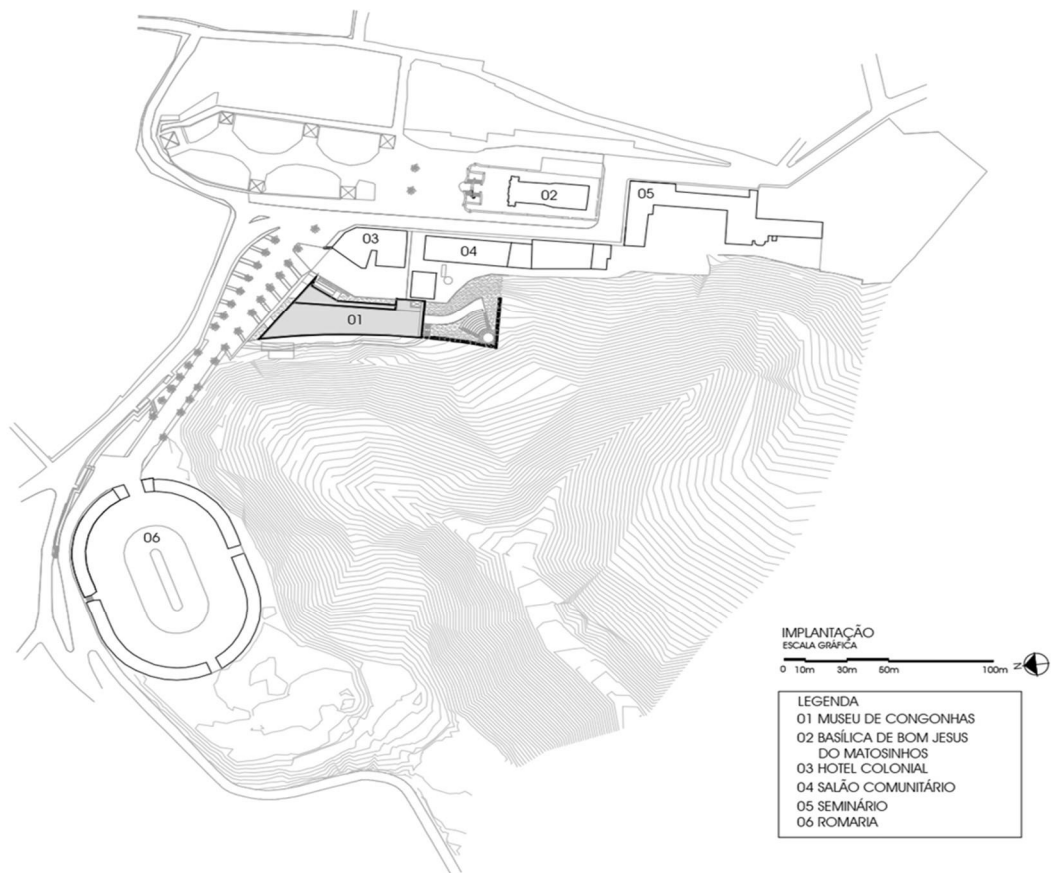 02
05
03
04
01
06
IMPLANTAÇÃO
ESCALA GRÁFICA
0 10m 30m 50m 100m N
LEGENDA
01 MUSEU DE CONGONHAS
02 BASÍLICA DE BOM JESUS
DO MATOSINHOS
03 HOTEL COLONIAL
04 SALÃO COMUNITÁRIO
05 SEMINÁRIO
06 ROMARIA